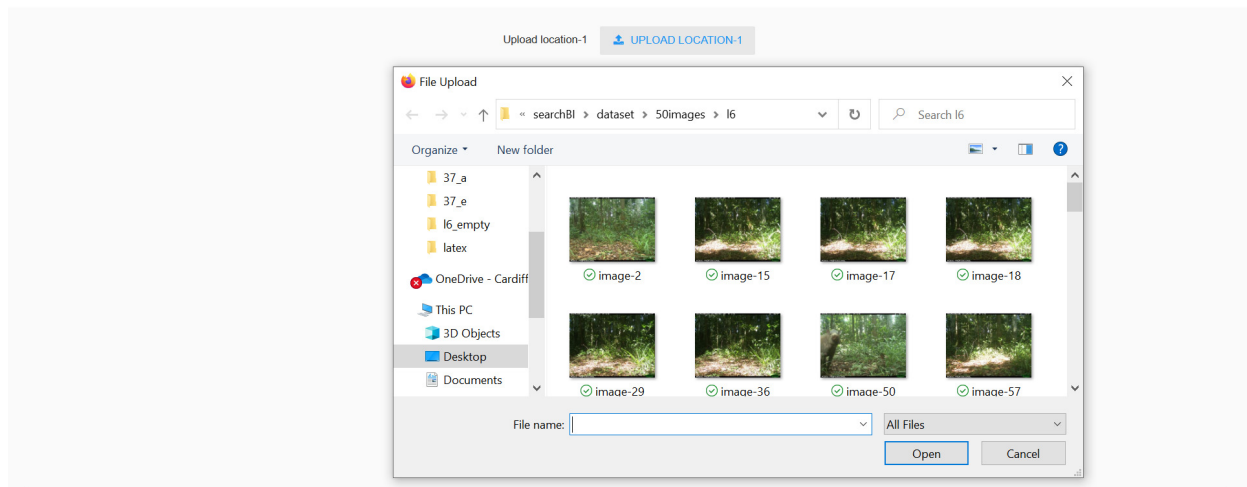 Upload location-1 UPLOAD LOCATION-1
File Upload
« searchBI > dataset > 50images > l6 Search l6
Organize New folder
37_a
37_e
l6_empty
latex
OneDrive - Cardiff
This PC
3D Objects
Desktop
Documents
image-2 image-15 image-17 image-18
image-29 image-36 image-50 image-57
File name: All Files
Open Cancel